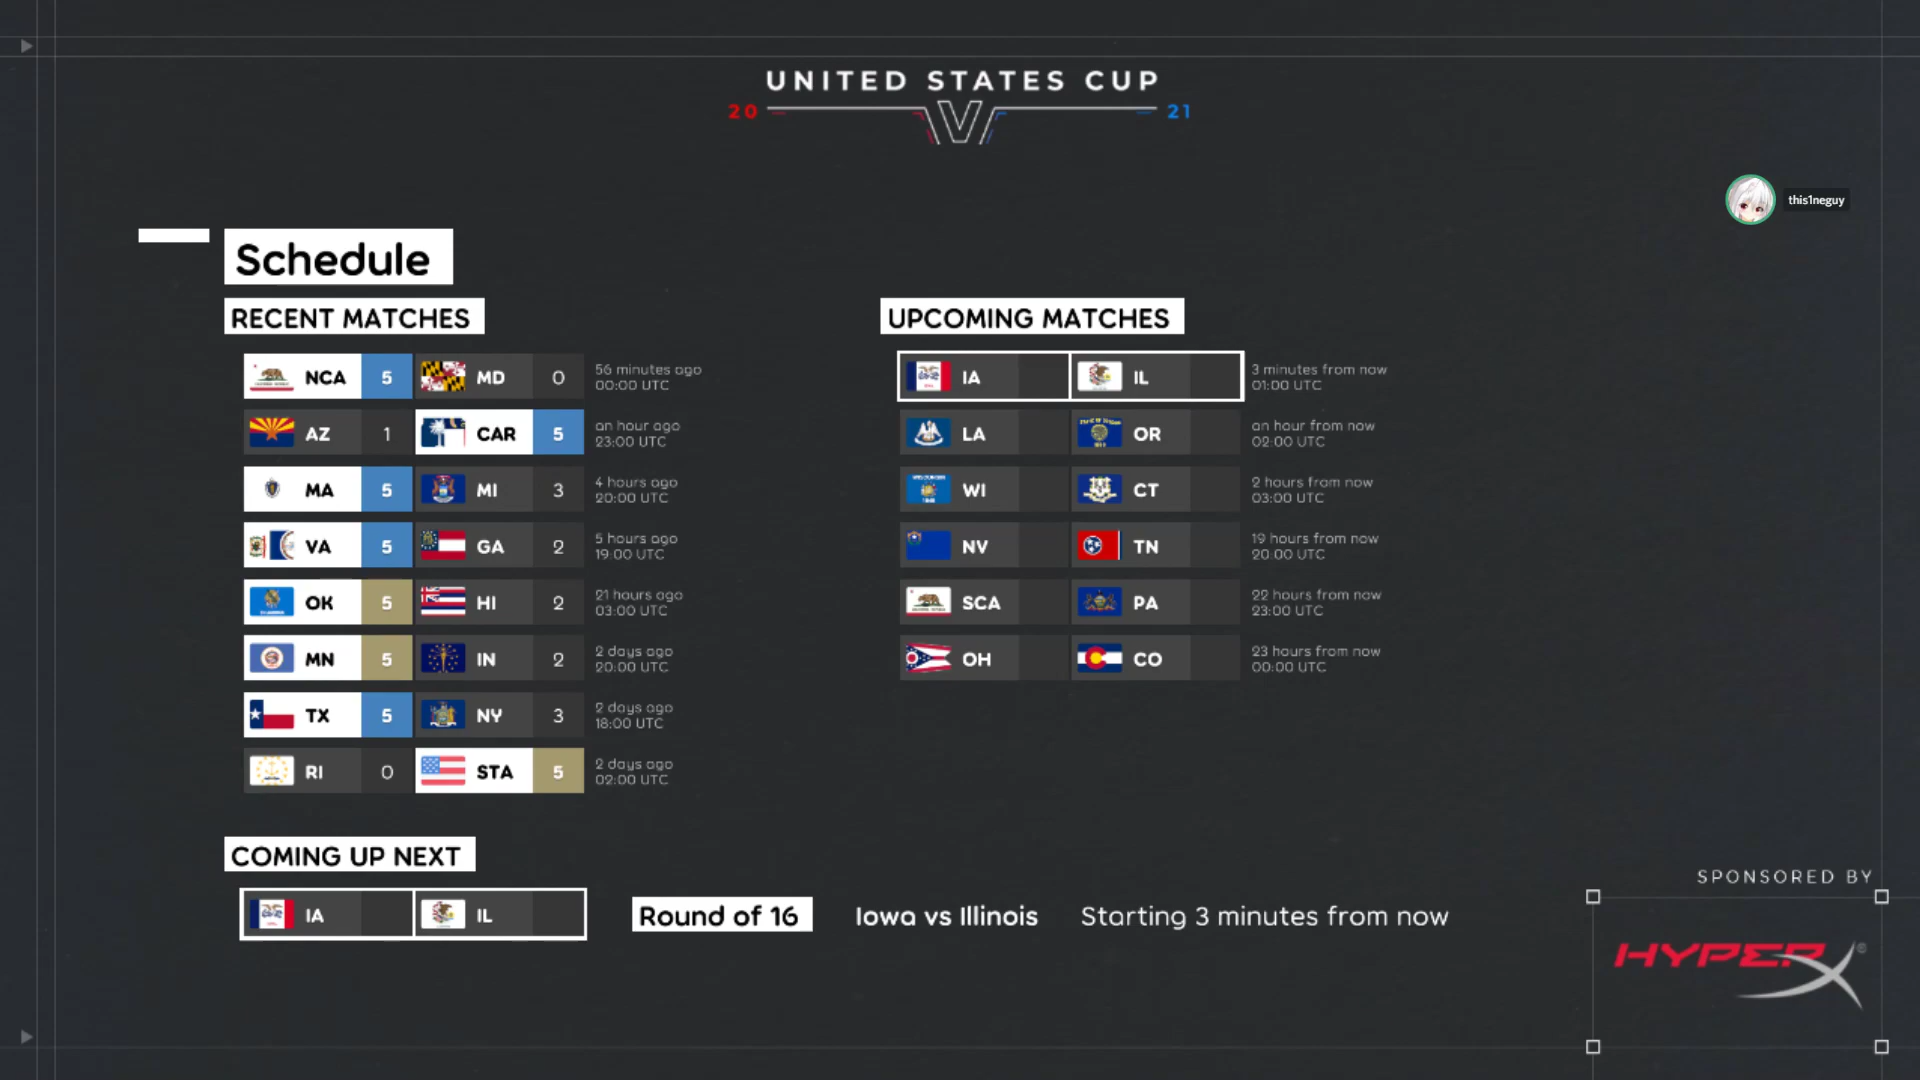 UNITED STATES CUP
20 V 21
this1neguy
Schedule
RECENT MATCHES
NCA 5 MD 0 56 minutes ago
00:00 UTC
AZ 1 CAR 5 an hour ago
23:00 UTC
MA 5 MI 3 4 hours ago
20:00 UTC
VA 5 GA 2 5 hours ago
19:00 UTC
OK 5 HI 2 21 hours ago
03:00 UTC
MN 5 IN 2 2 days ago
20:00 UTC
TX 5 NY 3 2 days ago
18:00 UTC
RI 0 STA 5 2 days ago
02:00 UTC
UPCOMING MATCHES
IA IL 3 minutes from now
01:00 UTC
LA OR an hour from now
02:00 UTC
WI CT 2 hours from now
03:00 UTC
NV TN 19 hours from now
20:00 UTC
SCA PA 22 hours from now
23:00 UTC
OH CO 23 hours from now
00:00 UTC
COMING UP NEXT
IA IL Round of 16 Iowa vs Illinois Starting 3 minutes from now
SPONSORED BY
HYPERX®